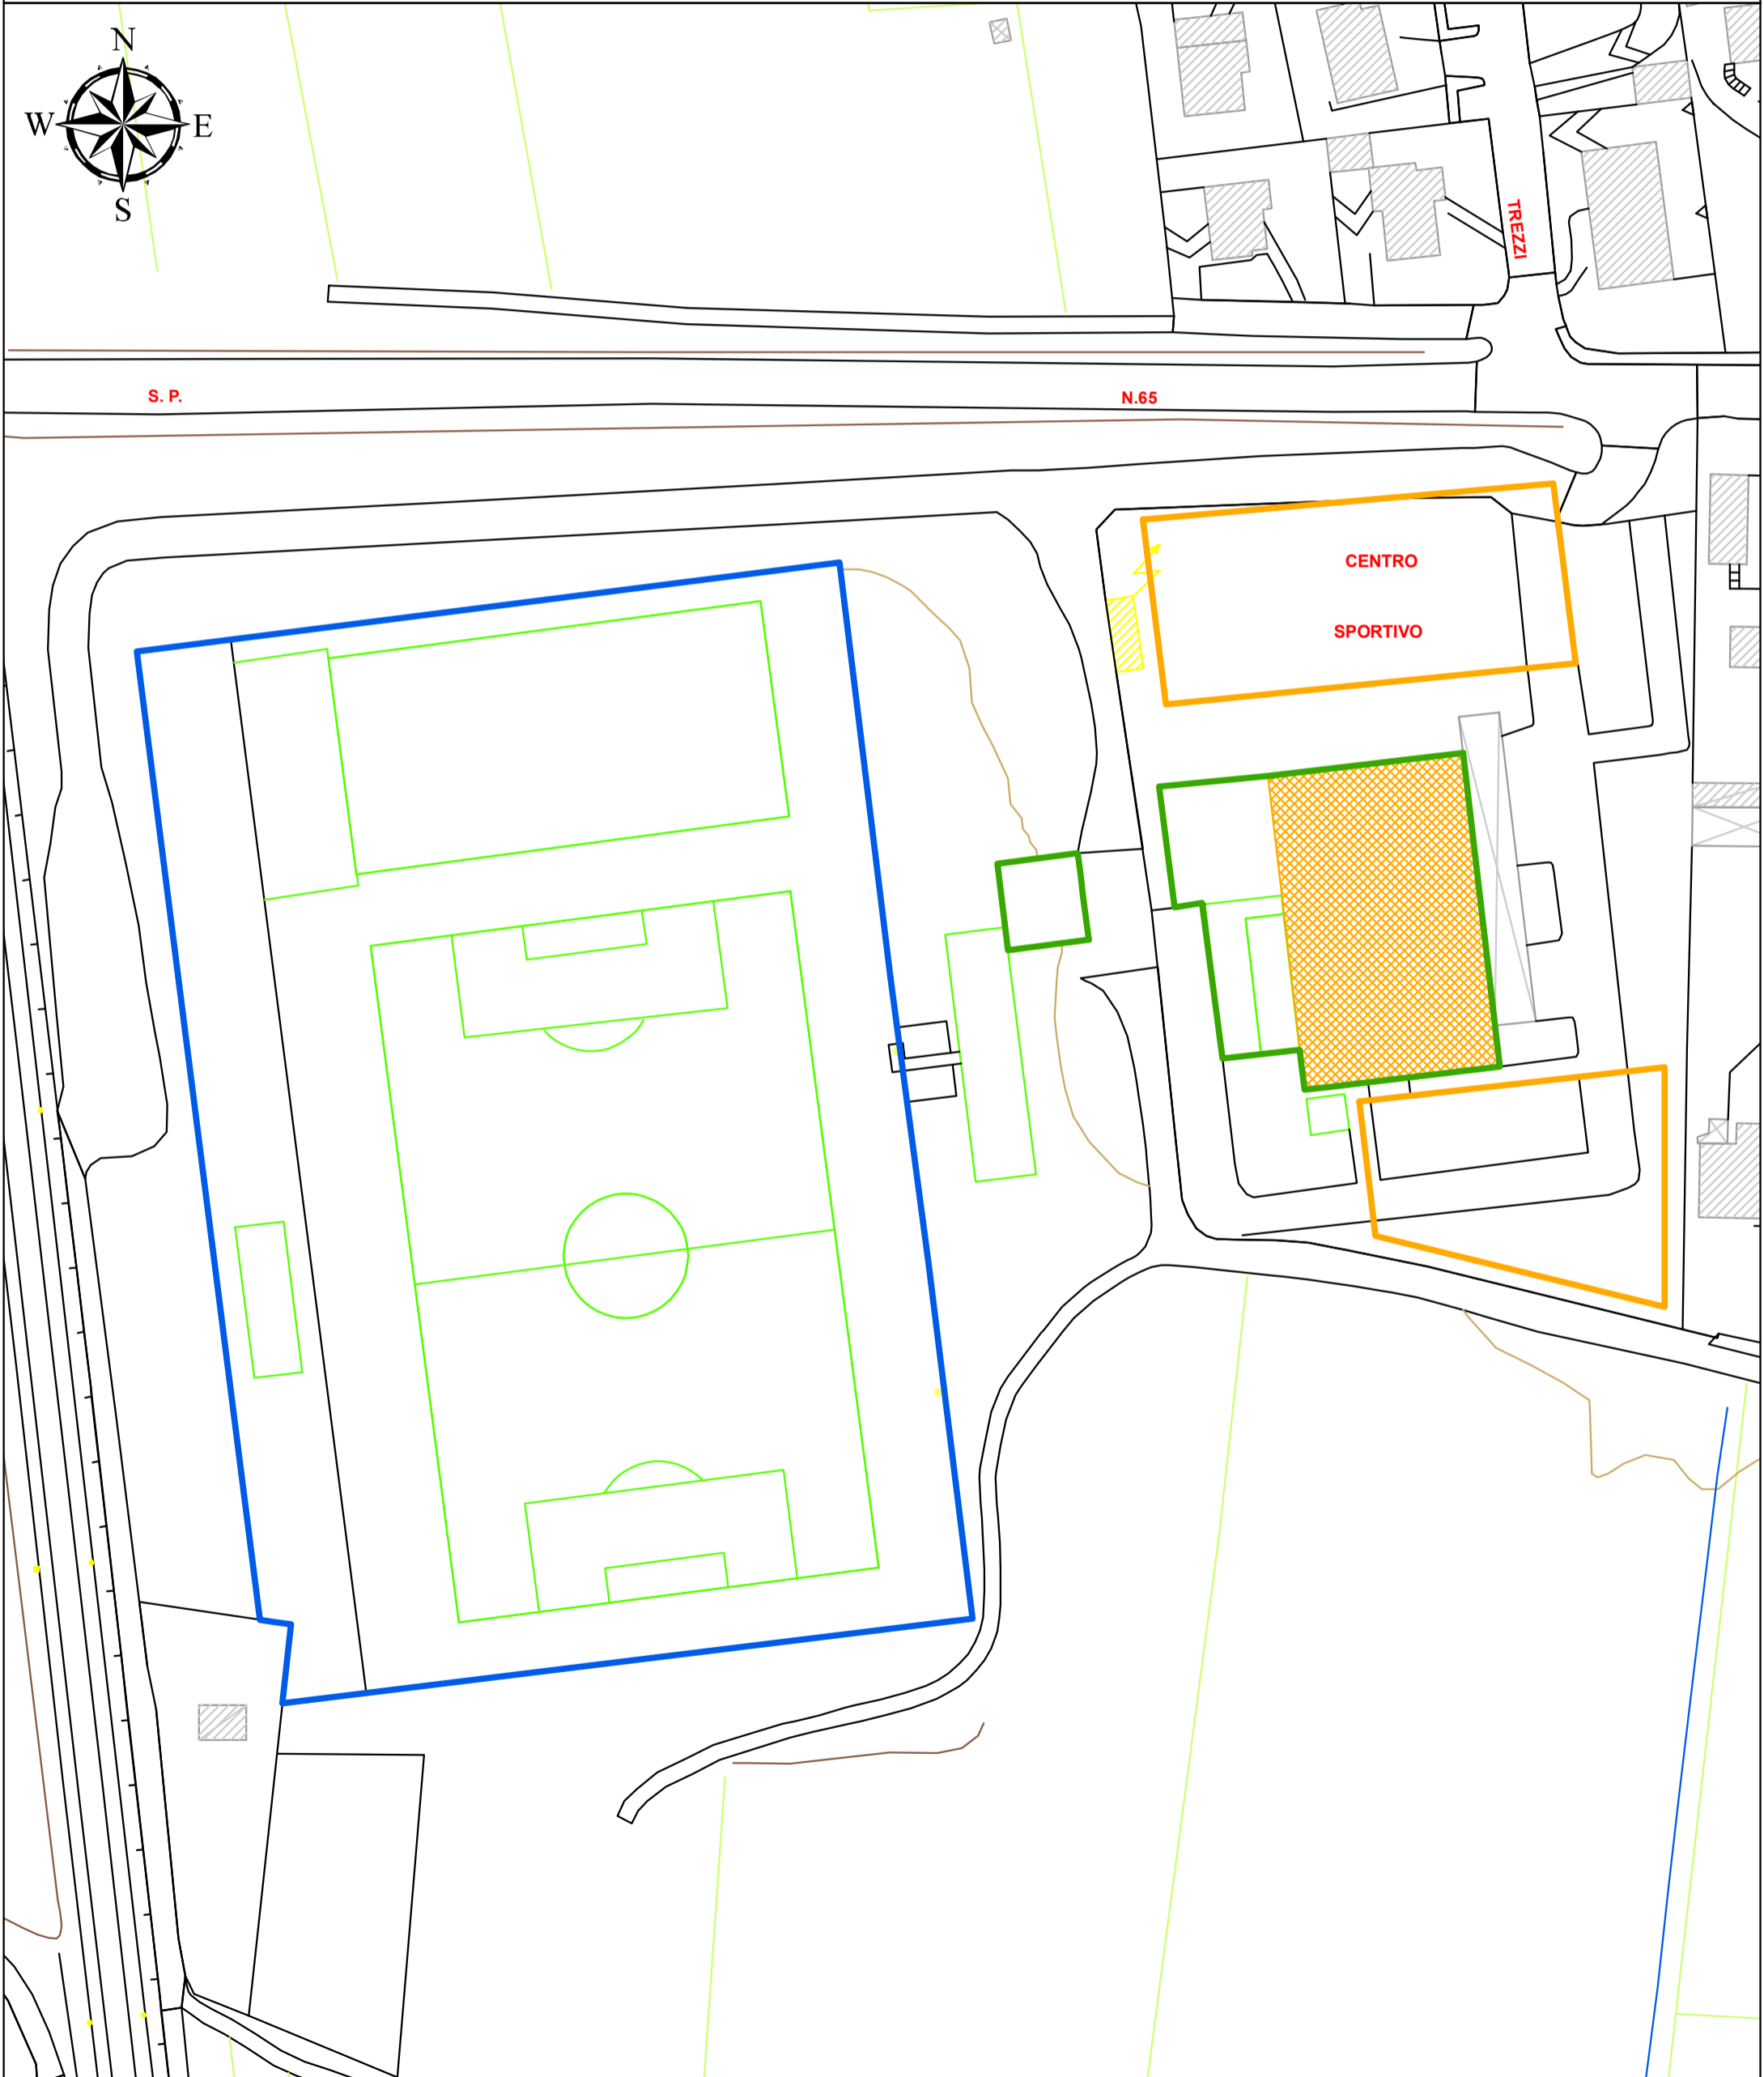 N
W E
S
TREZZI
S. P. N.65
CENTRO
SPORTIVO